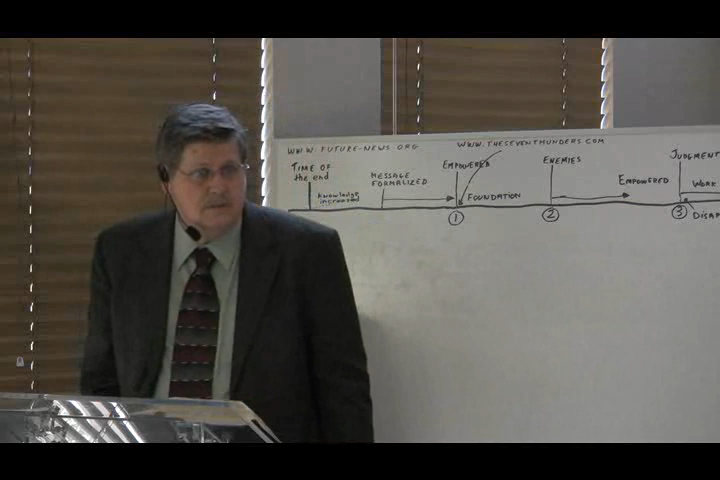 WWW.FUTURE-NEWS.ORG
WWW.THESEVENTHUNDERS.COM
TIME OF
the end
Knowledge
increased
MESSAGE
FORMALIZED
EMPOWERED
FOUNDATION
ENEMIES
EMPOWERED
JUDGMENT
WORK
1
2
3
DISAP